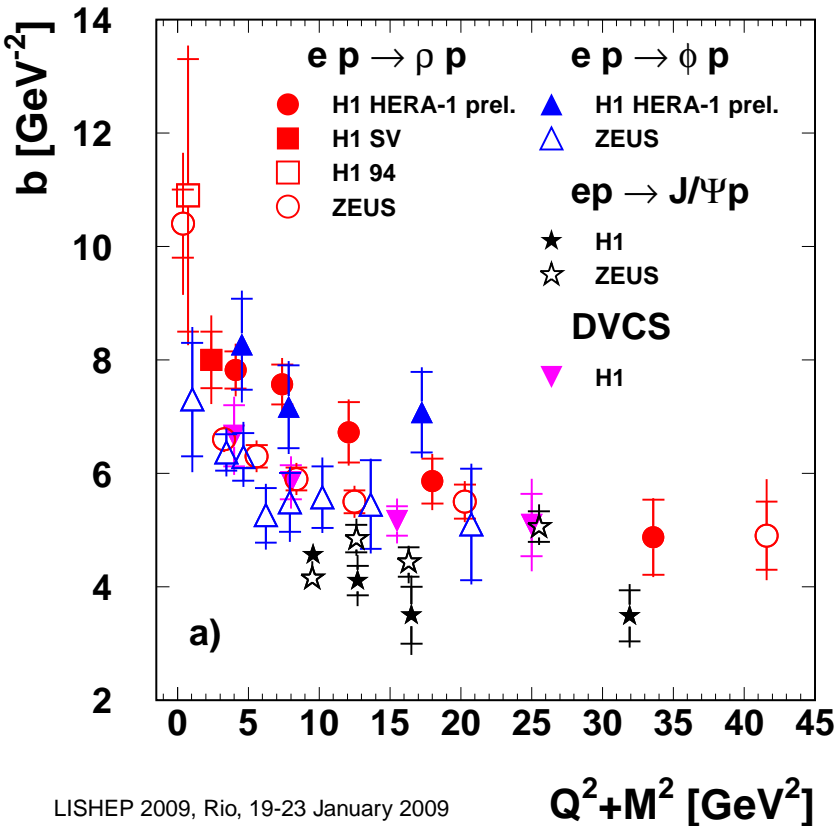 b [GeV⁻²]
14
12
10
8
6
4
2
e p → ρ p
H1 HERA-1 prel.
H1 SV
H1 94
ZEUS
e p → ϕ p
H1 HERA-1 prel.
ZEUS
ep → J/Ψp
H1
ZEUS
DVCS
H1
a)
0 5 10 15 20 25 30 35 40 45
Q²+M² [GeV²]
LISHEP 2009, Rio, 19-23 January 2009